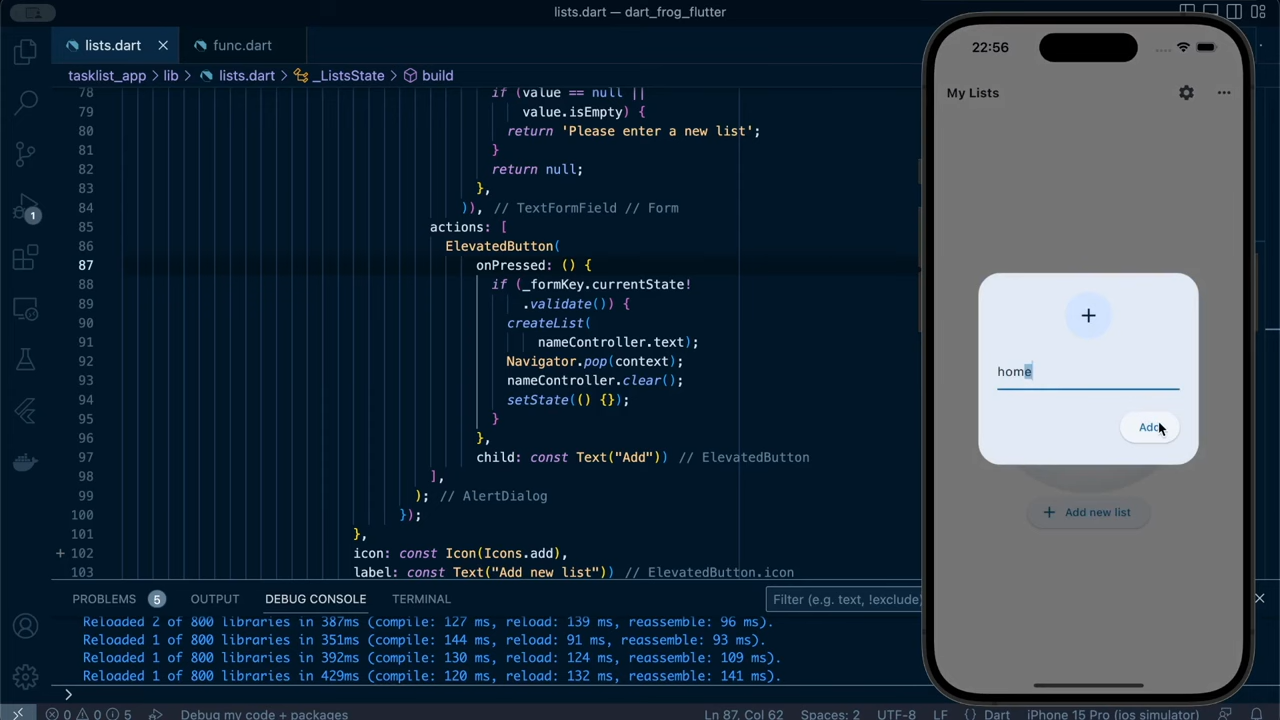 lists.dart — dart_frog_flutter
lists.dart
func.dart
tasklist_app > lib > lists.dart > _ListsState > build
78 if (value == null ||
79 value.isEmpty) {
80 return 'Please enter a new list';
81 }
82 return null;
83 },
84 )), // TextFormField // Form
85 actions: [
86 ElevatedButton(
87 onPressed: () {
88 if (_formKey.currentState!
89 .validate()) {
90 createList(
91 nameController.text);
92 Navigator.pop(context);
93 nameController.clear();
94 setState(() {});
95 }
96 },
97 child: const Text("Add")) // ElevatedButton
98 ],
99 ); // AlertDialog
100 });
101 },
102 icon: const Icon(Icons.add),
103 label: const Text("Add new list")) // ElevatedButton.icon
1
PROBLEMS 5 OUTPUT DEBUG CONSOLE TERMINAL Filter (e.g. text, !exclude)
Reloaded 2 of 800 libraries in 387ms (compile: 127 ms, reload: 139 ms, reassemble: 96 ms).
Reloaded 1 of 800 libraries in 351ms (compile: 144 ms, reload: 91 ms, reassemble: 93 ms).
Reloaded 1 of 800 libraries in 392ms (compile: 130 ms, reload: 124 ms, reassemble: 109 ms).
Reloaded 1 of 800 libraries in 429ms (compile: 120 ms, reload: 132 ms, reassemble: 141 ms).
>
0 0 5 Debug my code + packages Ln 87, Col 62 Spaces: 2 UTF-8 LF {} Dart iPhone 15 Pro (ios simulator)
22:56
My Lists
home
Add
Add new list